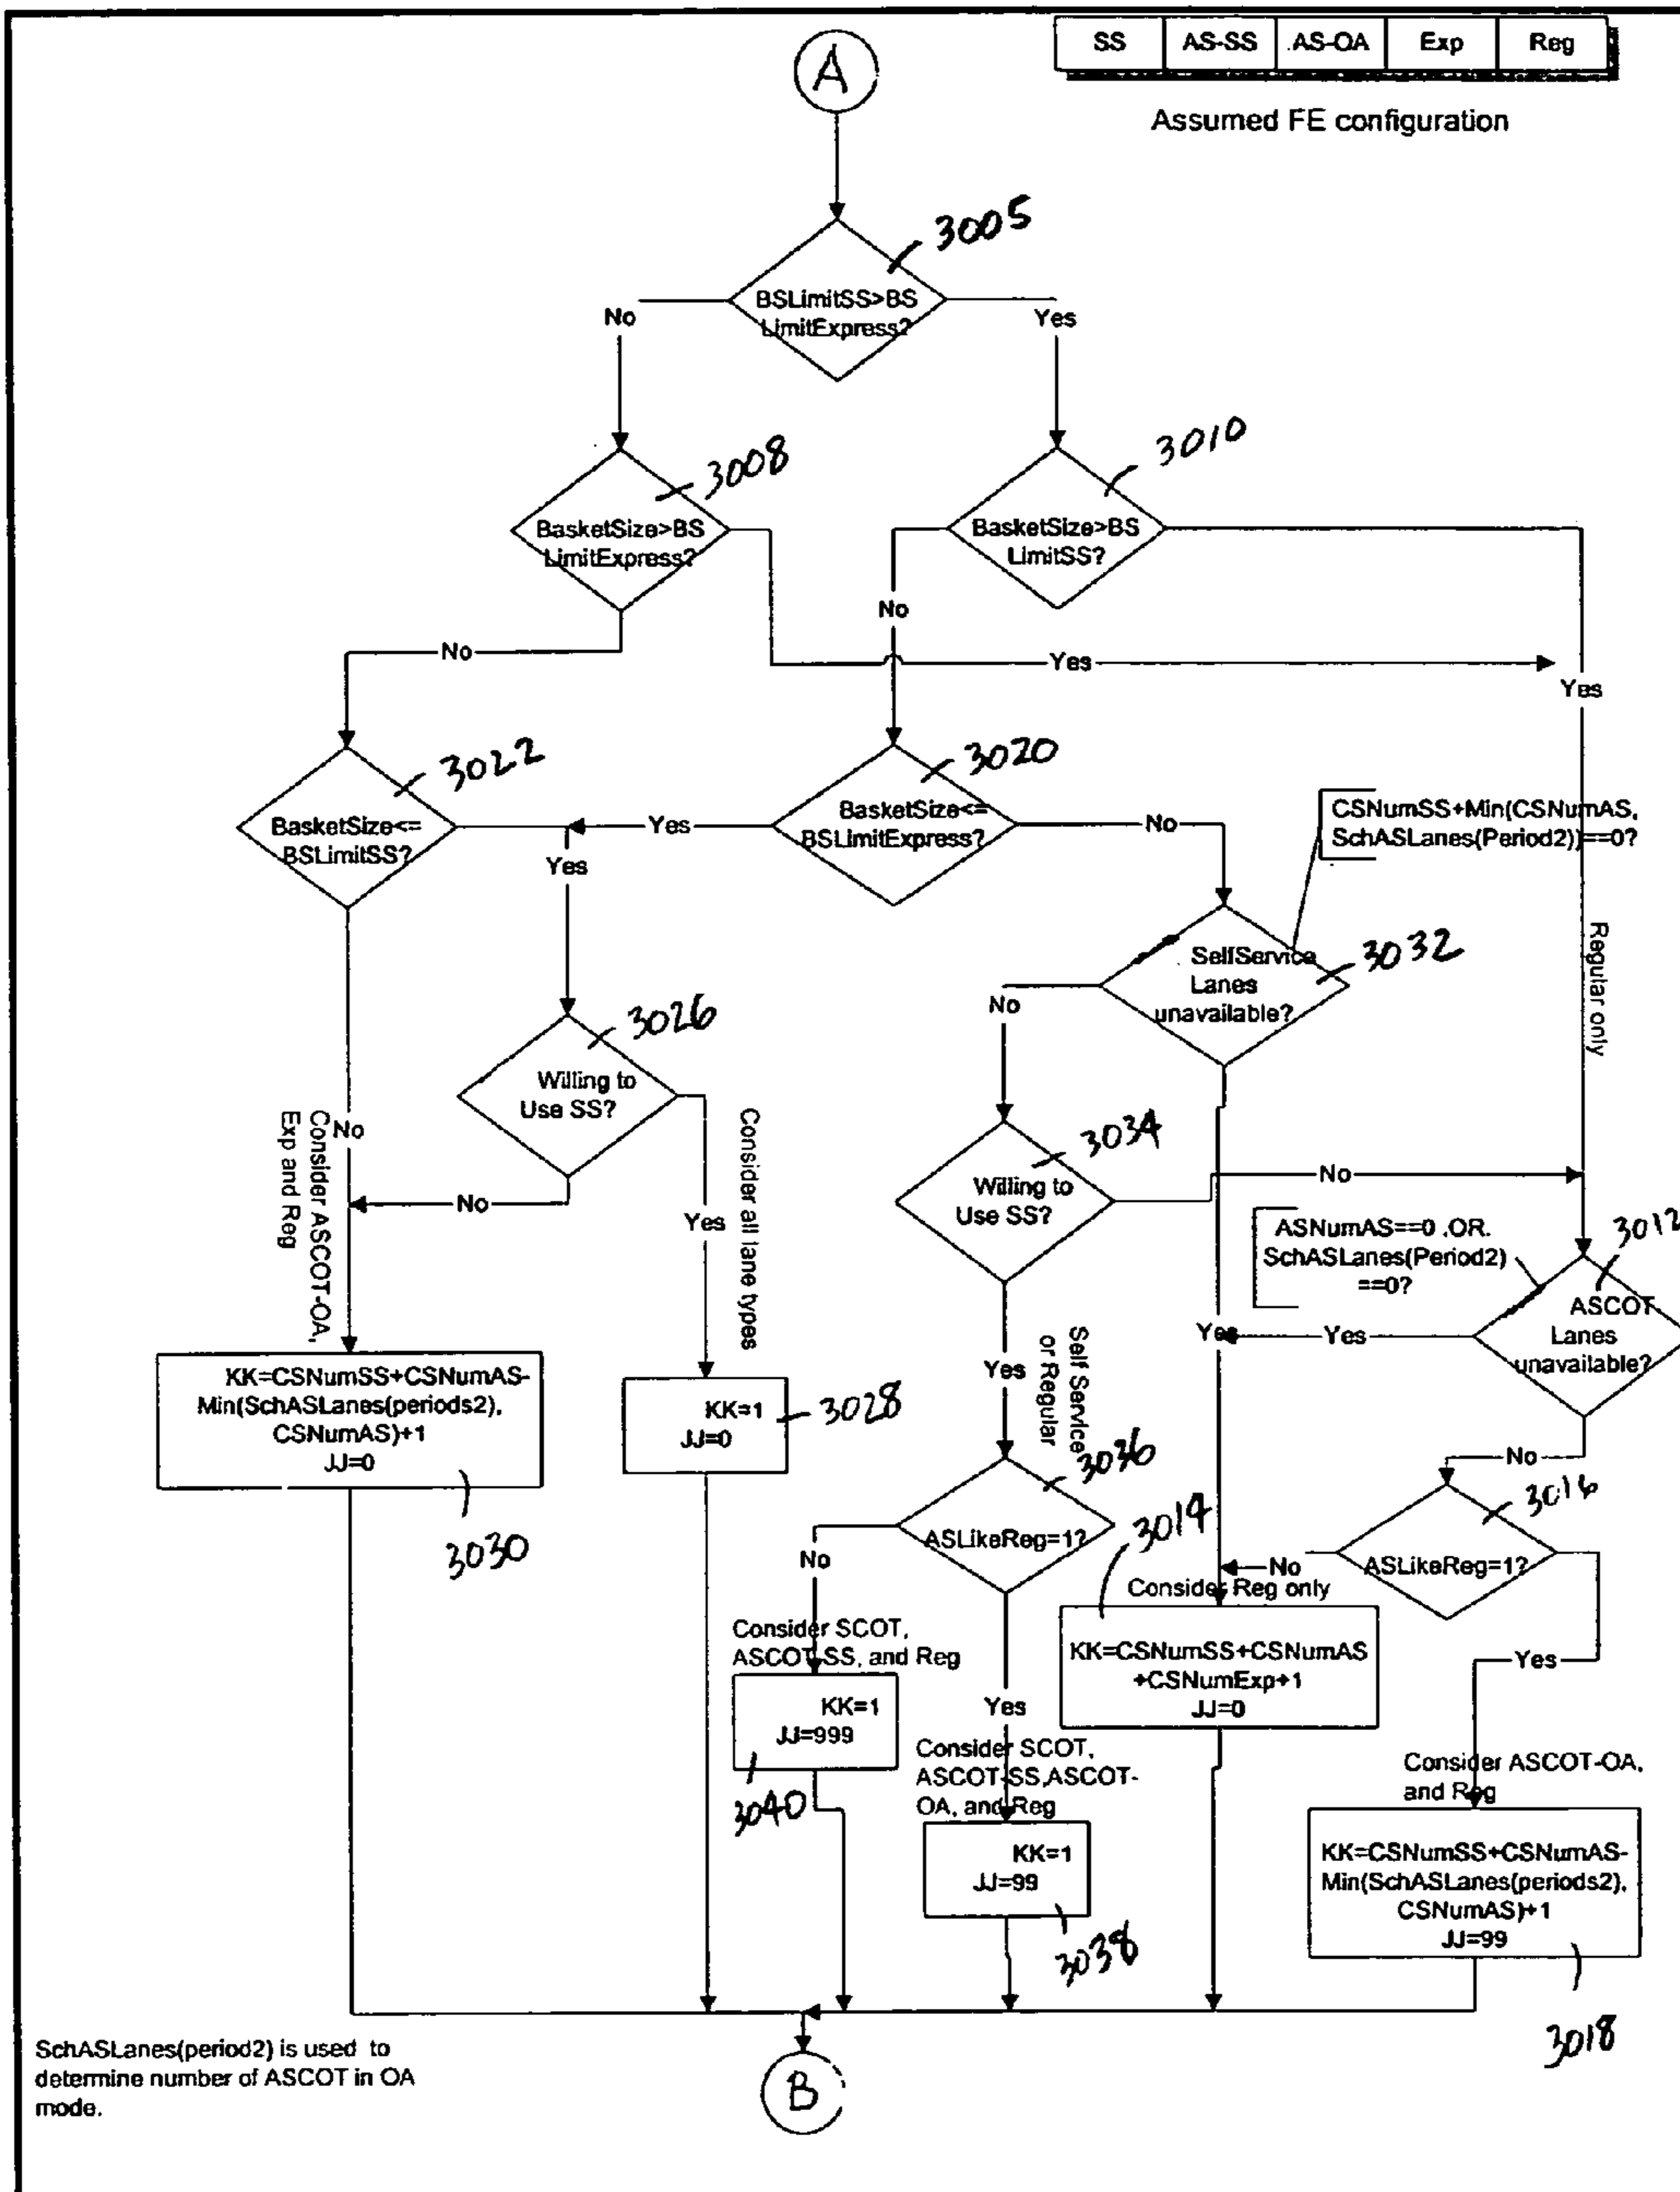 A
SS AS-SS AS-OA Exp Reg
Assumed FE configuration
3005
BSLimitSS>BS
LimitExpress?
No
Yes
3008
BasketSize>BS
LimitExpress?
3010
BasketSize>BS
LimitSS?
No
No
Yes
Yes
3022
BasketSize<=
BSLimitSS?
Yes
3020
BasketSize<=
BSLimitExpress?
Yes
No
CSNumSS+Min(CSNumAS,
SchASLanes(Period2))==0?
SelfService
Lanes
unavailable?
3032
No
Regular only
3026
Willing to
Use SS?
No
Consider ASCOT-OA,
Exp and Reg
No
Yes
Consider all lane types
3034
Willing to
Use SS?
No
ASNumAS==0 .OR.
SchASLanes(Period2)
==0?
3012
ASCOT
Lanes
unavailable?
Yes
Yes
No
Yes
Self Service
or Regular
KK=CSNumSS+CSNumAS-
Min(SchASLanes(periods2),
CSNumAS)+1
JJ=0
3030
KK=1
JJ=0
3028
3036
ASLikeReg=1?
No
3014
3016
ASLikeReg=1?
No
Consider Reg only
KK=CSNumSS+CSNumAS
+CSNumExp+1
JJ=0
Yes
Consider SCOT,
ASCOT-SS, and Reg
KK=1
JJ=999
3040
Yes
Consider SCOT,
ASCOT-SS,ASCOT-
OA, and Reg
KK=1
JJ=99
3038
Consider ASCOT-OA,
and Reg
KK=CSNumSS+CSNumAS-
Min(SchASLanes(periods2),
CSNumAS)+1
JJ=99
3018
SchASLanes(period2) is used to
determine number of ASCOT in OA
mode.
B